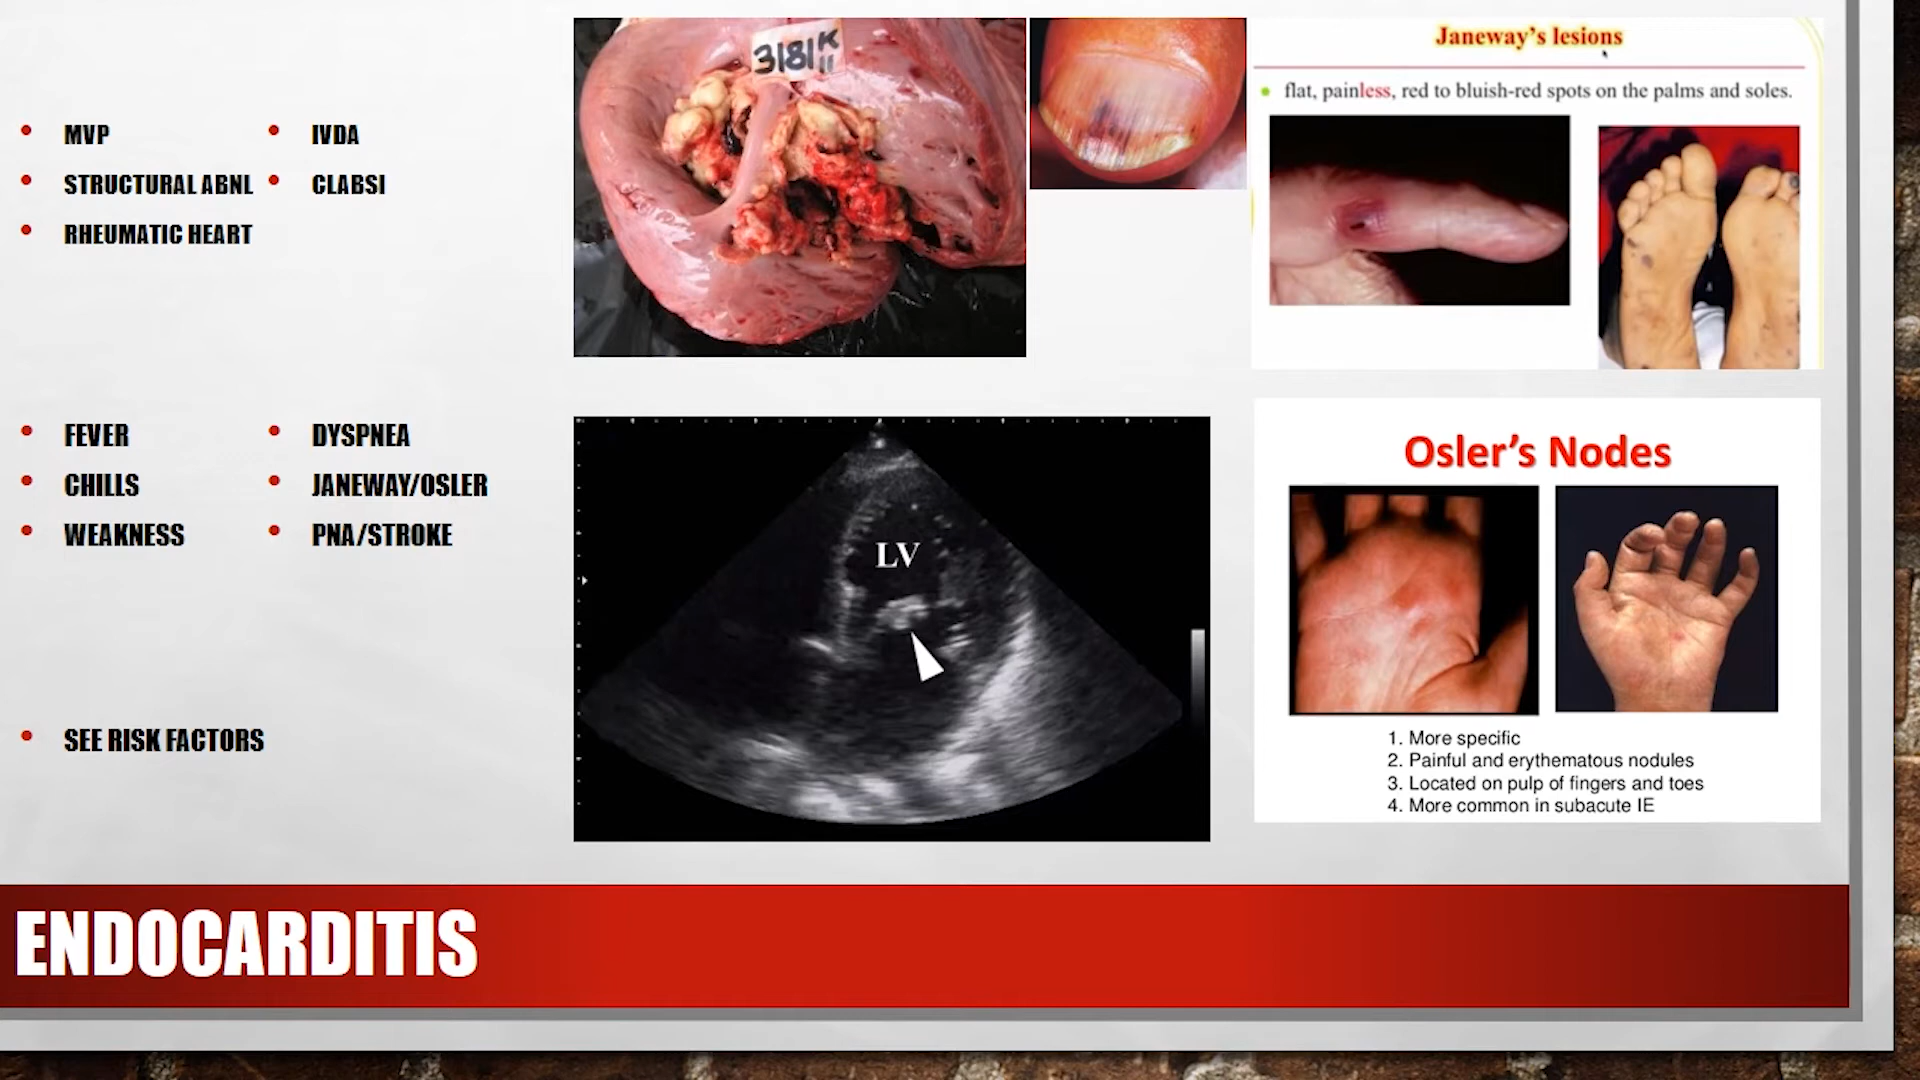 MVP
STRUCTURAL ABNL
RHEUMATIC HEART
IVDA
CLABSI
FEVER
CHILLS
WEAKNESS
DYSPNEA
JANEWAY/OSLER
PNA/STROKE
SEE RISK FACTORS
3181 K
11
LV
Janeway's lesions
flat, painless, red to bluish-red spots on the palms and soles.
Osler's Nodes
1. More specific
2. Painful and erythematous nodules
3. Located on pulp of fingers and toes
4. More common in subacute IE
ENDOCARDITIS